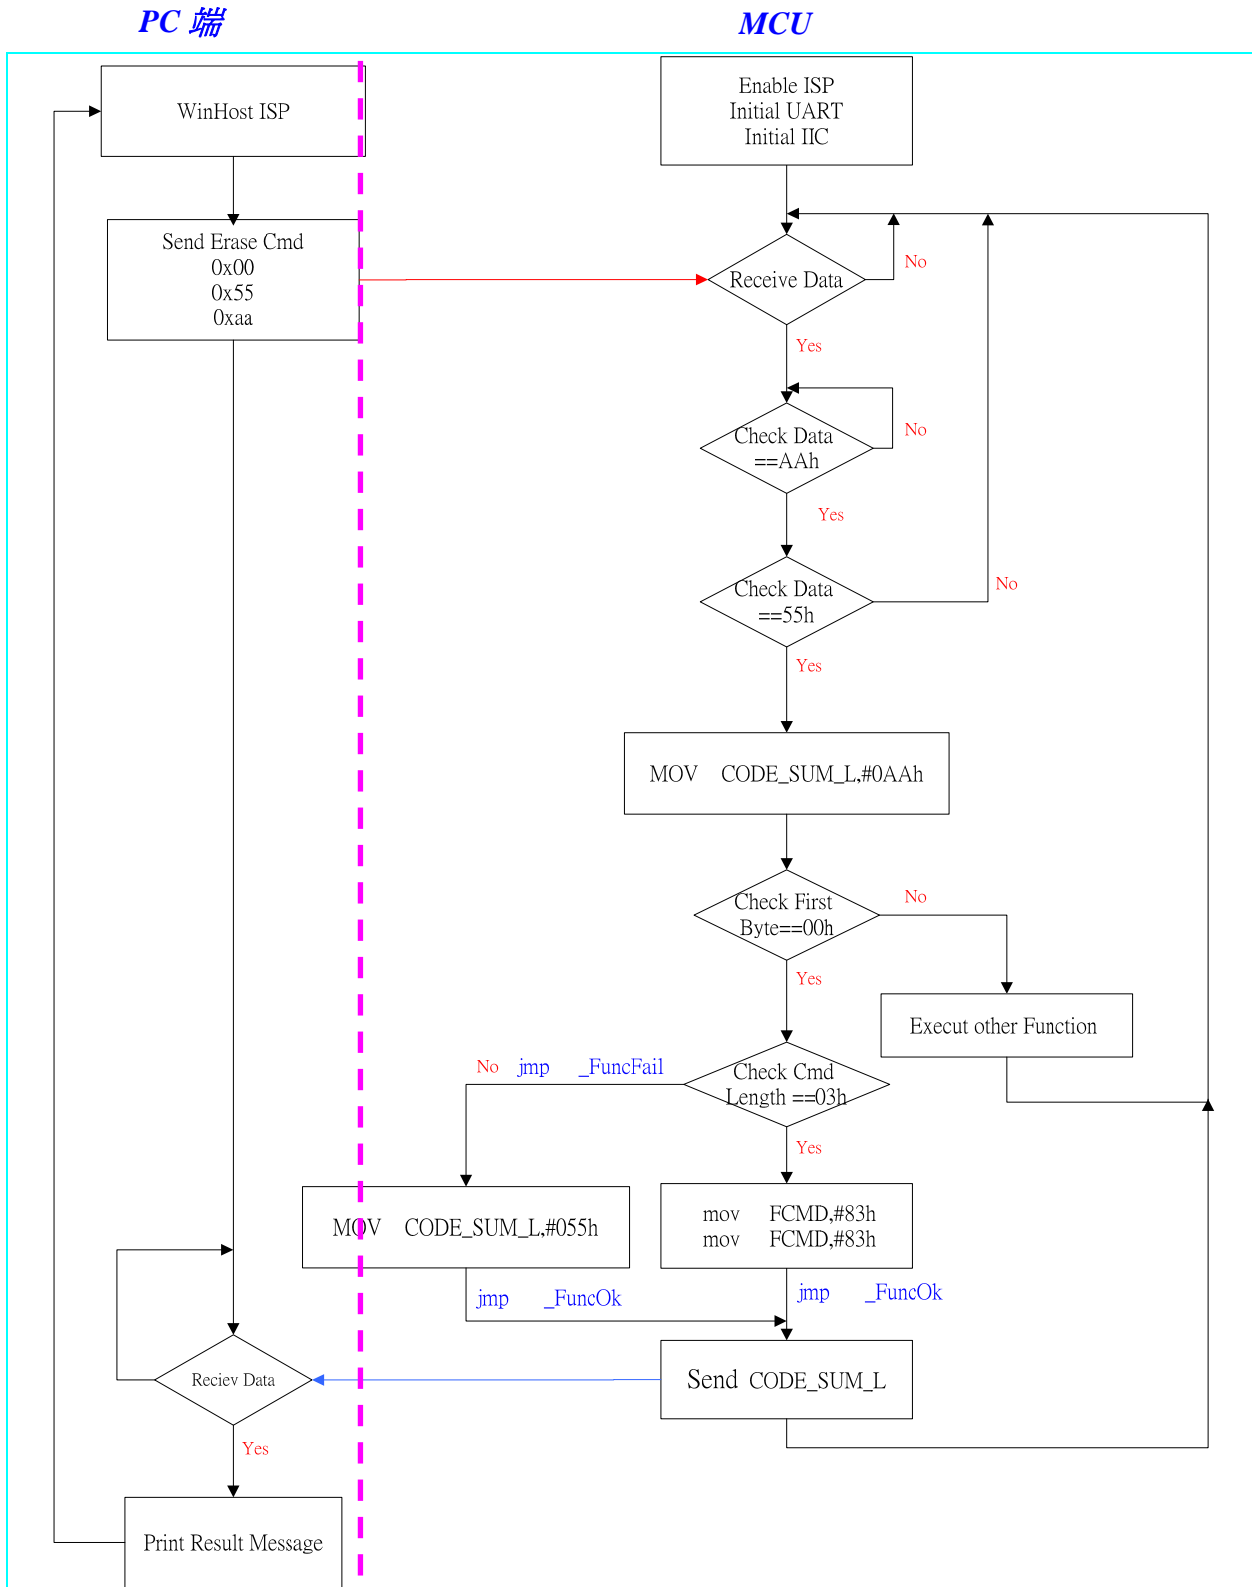 PC 端
MCU
WinHost ISP
Enable ISP
Initial UART
Initial IIC
Send Erase Cmd
0x00
0x55
0xaa
Receive Data
No
Yes
Check Data
==AAh
No
Yes
Check Data
==55h
No
Yes
MOV CODE_SUM_L,#0AAh
Check First
Byte==00h
No
Yes
Execut other Function
Check Cmd
Length ==03h
No jmp _FuncFail
Yes
MOV CODE_SUM_L,#055h
mov FCMD,#83h
mov FCMD,#83h
jmp _FuncOk
jmp _FuncOk
Reciev Data
Send CODE_SUM_L
Yes
Print Result Message